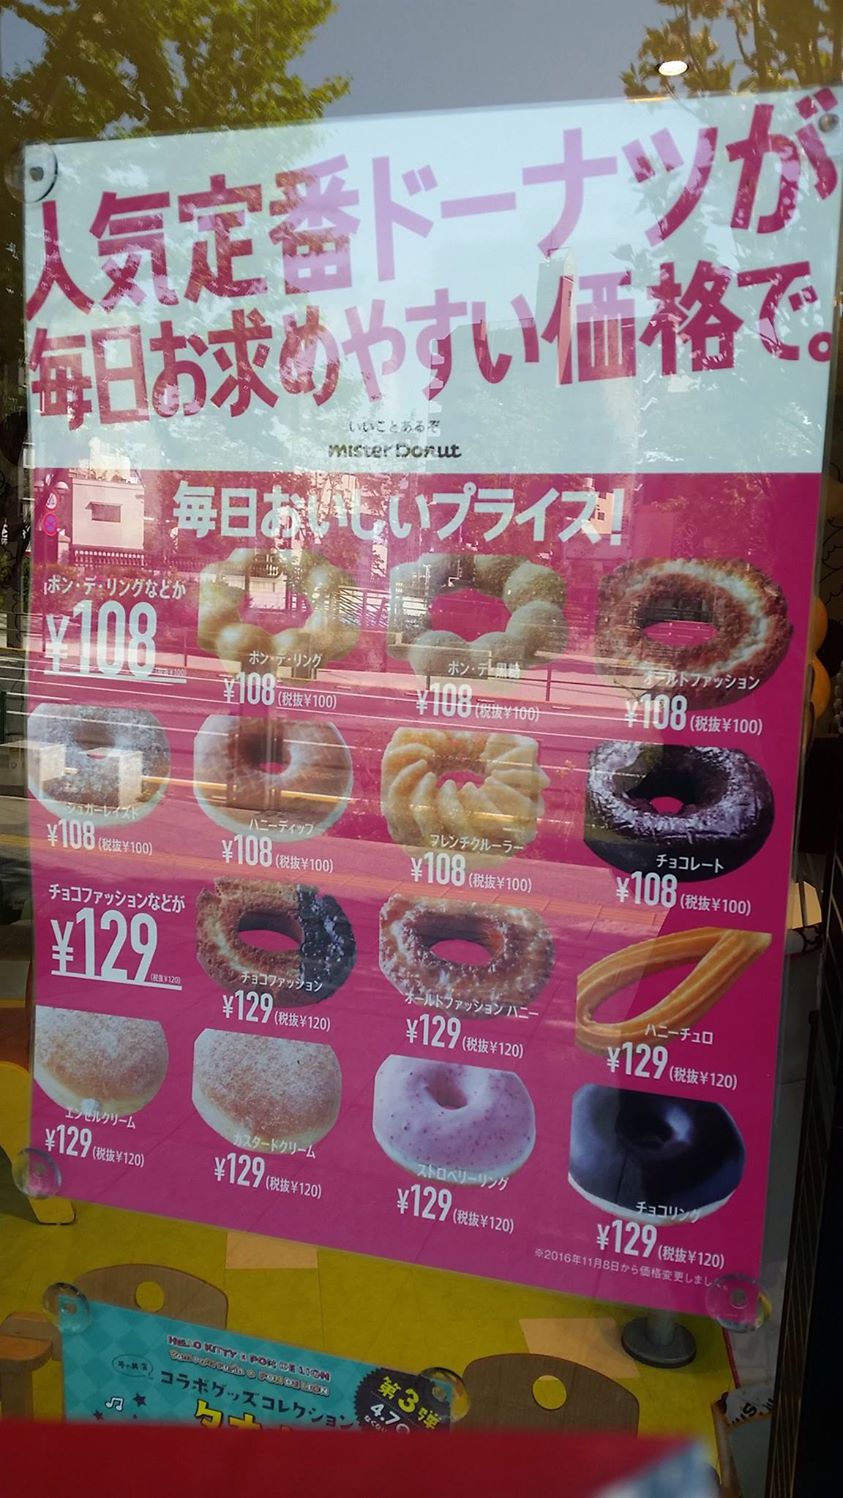 人気定番ドーナツが
毎日お求めやすい価格で。
いいことあるぞ
mister Donut
毎日おいしいプライス!
ポン・デ・リングなどが
¥108(税抜¥100)
ポン・デ・リング
¥108(税抜¥100)
ポン・デ・黒糖
¥108(税抜¥100)
オールドファッション
¥108(税抜¥100)
シュガーレイズド
¥108(税抜¥100)
ハニーディップ
¥108(税抜¥100)
フレンチクルーラー
¥108(税抜¥100)
チョコレート
¥108(税抜¥100)
チョコファッションなどが
¥129(税抜¥120)
チョコファッション
¥129(税抜¥120)
オールドファッション ハニー
¥129(税抜¥120)
ハニーチュロ
¥129(税抜¥120)
エンゼルクリーム
¥129(税抜¥120)
カスタードクリーム
¥129(税抜¥120)
ストロベリーリング
¥129(税抜¥120)
チョコリング
¥129(税抜¥120)
※2016年11月8日から価格変更しまし
HELLO KITTY x PON DE LION
コラボグッズコレクション
第3弾
4.7